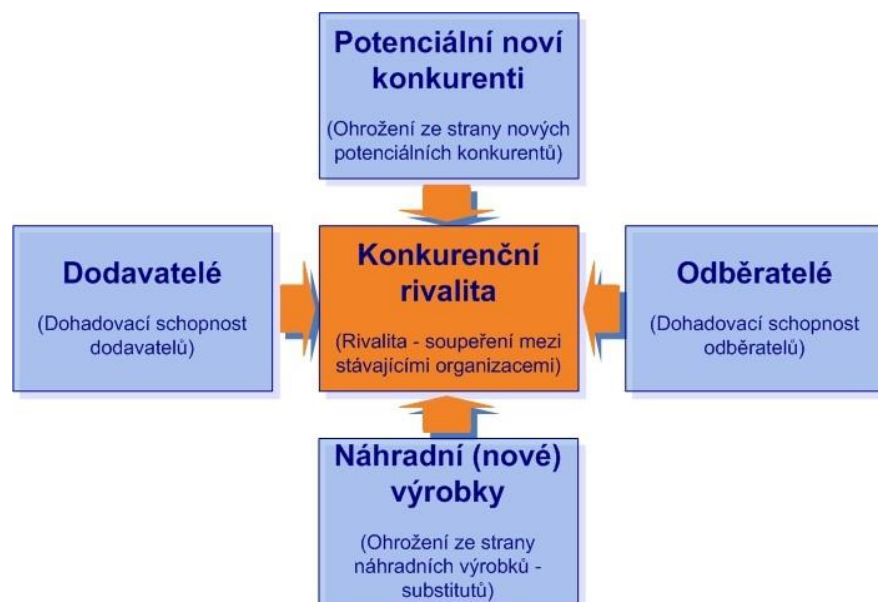 Potenciální noví
konkurenti
(Ohrožení ze strany nových
potenciálních konkurentů)
Dodavatelé
(Dohadovací schopnost
dodavatelů)
Konkurenční
rivalita
(Rivalita - soupeření mezi
stávajícími organizacemi)
Odběratelé
(Dohadovací schopnost
odběratelů)
Náhradní (nové)
výrobky
(Ohrožení ze strany
náhradních výrobků -
substitutů)